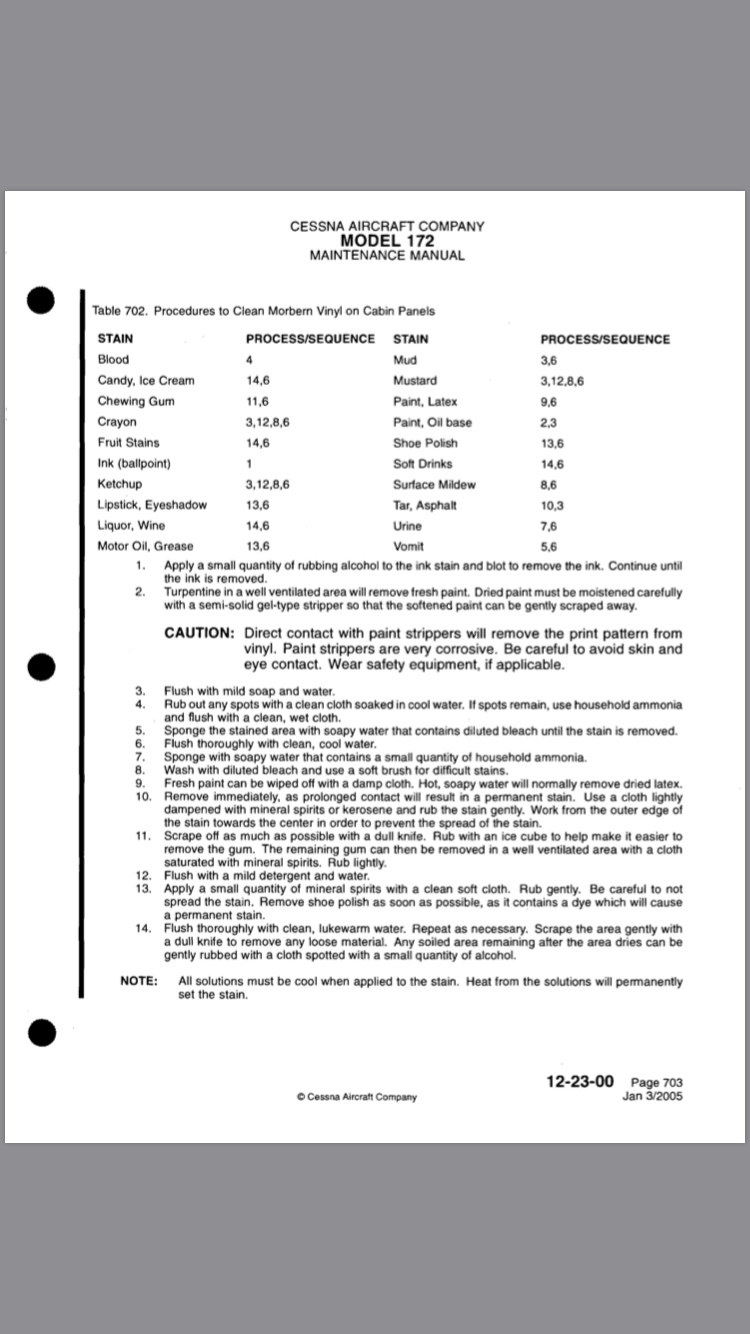 CESSNA AIRCRAFT COMPANY
MODEL 172
MAINTENANCE MANUAL
Table 702. Procedures to Clean Morbern Vinyl on Cabin Panels
STAIN PROCESS/SEQUENCE STAIN PROCESS/SEQUENCE
Blood 4 Mud 3,6
Candy, Ice Cream 14,6 Mustard 3,12,8,6
Chewing Gum 11,6 Paint, Latex 9,6
Crayon 3,12,8,6 Paint, Oil base 2,3
Fruit Stains 14,6 Shoe Polish 13,6
Ink (ballpoint) 1 Soft Drinks 14,6
Ketchup 3,12,8,6 Surface Mildew 8,6
Lipstick, Eyeshadow 13,6 Tar, Asphalt 10,3
Liquor, Wine 14,6 Urine 7,6
Motor Oil, Grease 13,6 Vomit 5,6
1. Apply a small quantity of rubbing alcohol to the ink stain and blot to remove the ink. Continue until
the ink is removed.
2. Turpentine in a well ventilated area will remove fresh paint. Dried paint must be moistened carefully
with a semi-solid gel-type stripper so that the softened paint can be gently scraped away.
CAUTION: Direct contact with paint strippers will remove the print pattern from
vinyl. Paint strippers are very corrosive. Be careful to avoid skin and
eye contact. Wear safety equipment, if applicable.
3. Flush with mild soap and water.
4. Rub out any spots with a clean cloth soaked in cool water. If spots remain, use household ammonia
and flush with a clean, wet cloth.
5. Sponge the stained area with soapy water that contains diluted bleach until the stain is removed.
6. Flush thoroughly with clean, cool water.
7. Sponge with soapy water that contains a small quantity of household ammonia.
8. Wash with diluted bleach and use a soft brush for difficult stains.
9. Fresh paint can be wiped off with a damp cloth. Hot, soapy water will normally remove dried latex.
10. Remove immediately, as prolonged contact will result in a permanent stain. Use a cloth lightly
dampened with mineral spirits or kerosene and rub the stain gently. Work from the outer edge of
the stain towards the center in order to prevent the spread of the stain.
11. Scrape off as much as possible with a dull knife. Rub with an ice cube to help make it easier to
remove the gum. The remaining gum can then be removed in a well ventilated area with a cloth
saturated with mineral spirits. Rub lightly.
12. Flush with a mild detergent and water.
13. Apply a small quantity of mineral spirits with a clean soft cloth. Rub gently. Be careful to not
spread the stain. Remove shoe polish as soon as possible, as it contains a dye which will cause
a permanent stain.
14. Flush thoroughly with clean, lukewarm water. Repeat as necessary. Scrape the area gently with
a dull knife to remove any loose material. Any soiled area remaining after the area dries can be
gently rubbed with a cloth spotted with a small quantity of alcohol.
NOTE: All solutions must be cool when applied to the stain. Heat from the solutions will permanently
set the stain.
12-23-00 Page 703
© Cessna Aircraft Company Jan 3/2005